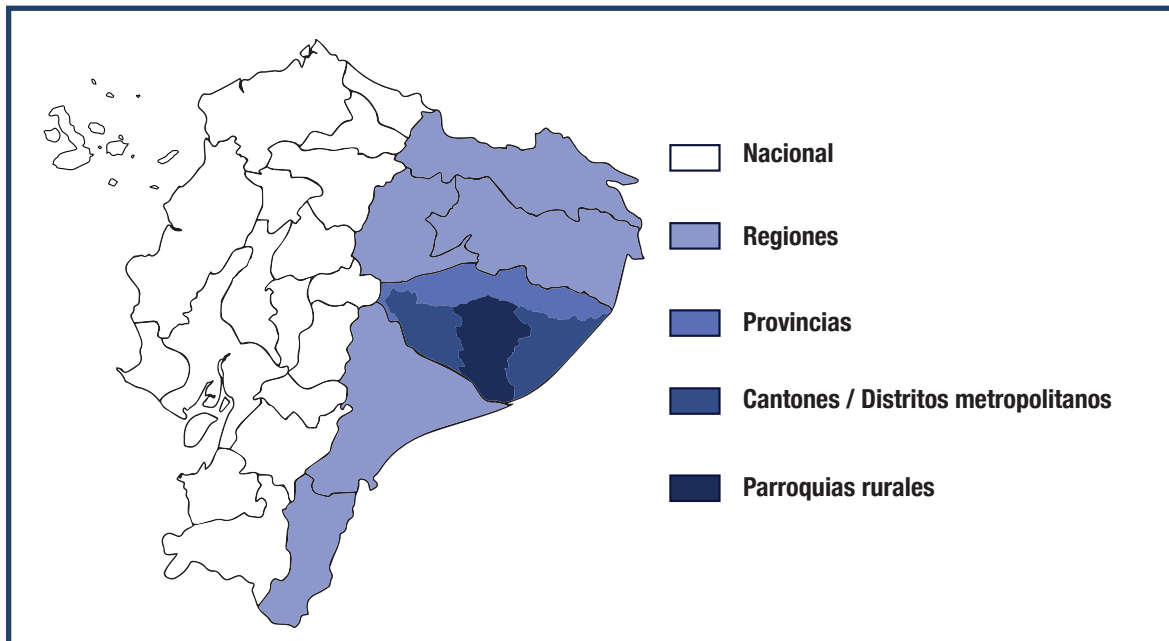 Nacional
Regiones
Provincias
Cantones / Distritos metropolitanos
Parroquias rurales